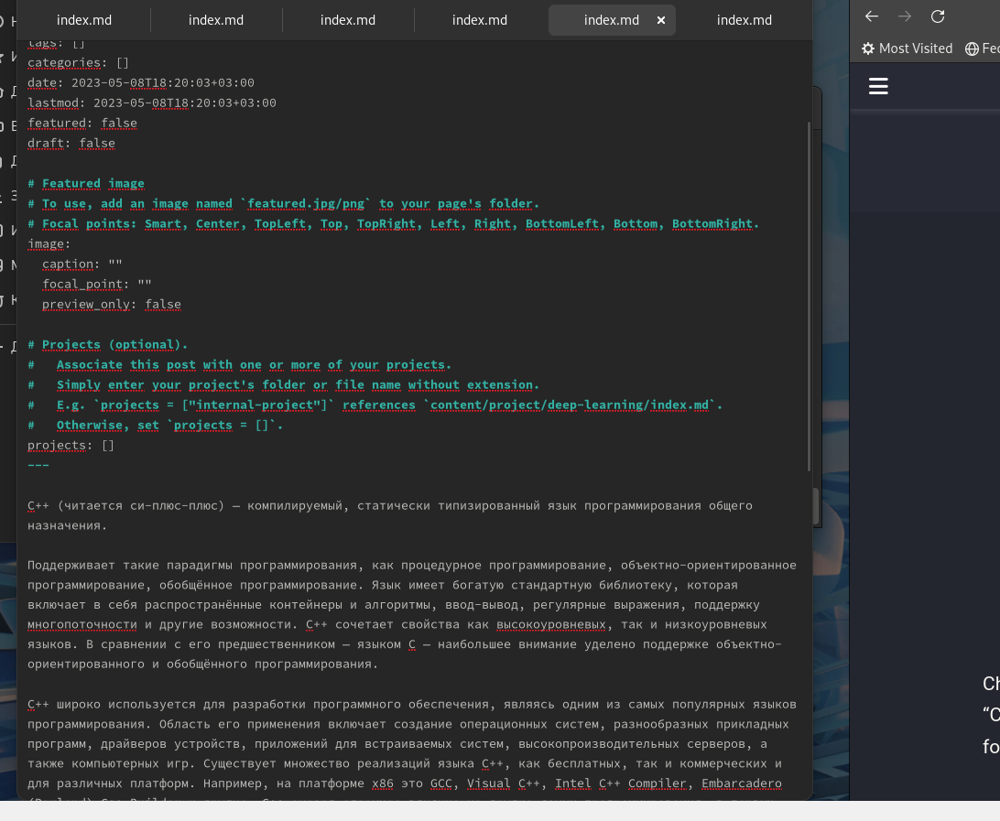 index.md
index.md
index.md
index.md
index.md ×
index.md
tags: []
categories: []
date: 2023-05-08T18:20:03+03:00
lastmod: 2023-05-08T18:20:03+03:00
featured: false
draft: false
# Featured image
# To use, add an image named `featured.jpg/png` to your page's folder.
# Focal points: Smart, Center, TopLeft, Top, TopRight, Left, Right, BottomLeft, Bottom, BottomRight.
image:
  caption: ""
  focal_point: ""
  preview_only: false
# Projects (optional).
#   Associate this post with one or more of your projects.
#   Simply enter your project's folder or file name without extension.
#   E.g. `projects = ["internal-project"]` references `content/project/deep-learning/index.md`.
#   Otherwise, set `projects = []`.
projects: []
---
C++ (читается си-плюс-плюс) — компилируемый, статически типизированный язык программирования общего
назначения.
Поддерживает такие парадигмы программирования, как процедурное программирование, объектно-ориентированное
программирование, обобщённое программирование. Язык имеет богатую стандартную библиотеку, которая
включает в себя распространённые контейнеры и алгоритмы, ввод-вывод, регулярные выражения, поддержку
многопоточности и другие возможности. C++ сочетает свойства как высокоуровневых, так и низкоуровневых
языков. В сравнении с его предшественником — языком C — наибольшее внимание уделено поддержке объектно-
ориентированного и обобщённого программирования.
C++ широко используется для разработки программного обеспечения, являясь одним из самых популярных языков
программирования. Область его применения включает создание операционных систем, разнообразных прикладных
программ, драйверов устройств, приложений для встраиваемых систем, высокопроизводительных серверов, а
также компьютерных игр. Существует множество реализаций языка C++, как бесплатных, так и коммерческих и
для различных платформ. Например, на платформе x86 это GCC, Visual C++, Intel C++ Compiler, Embarcadero
Most Visited